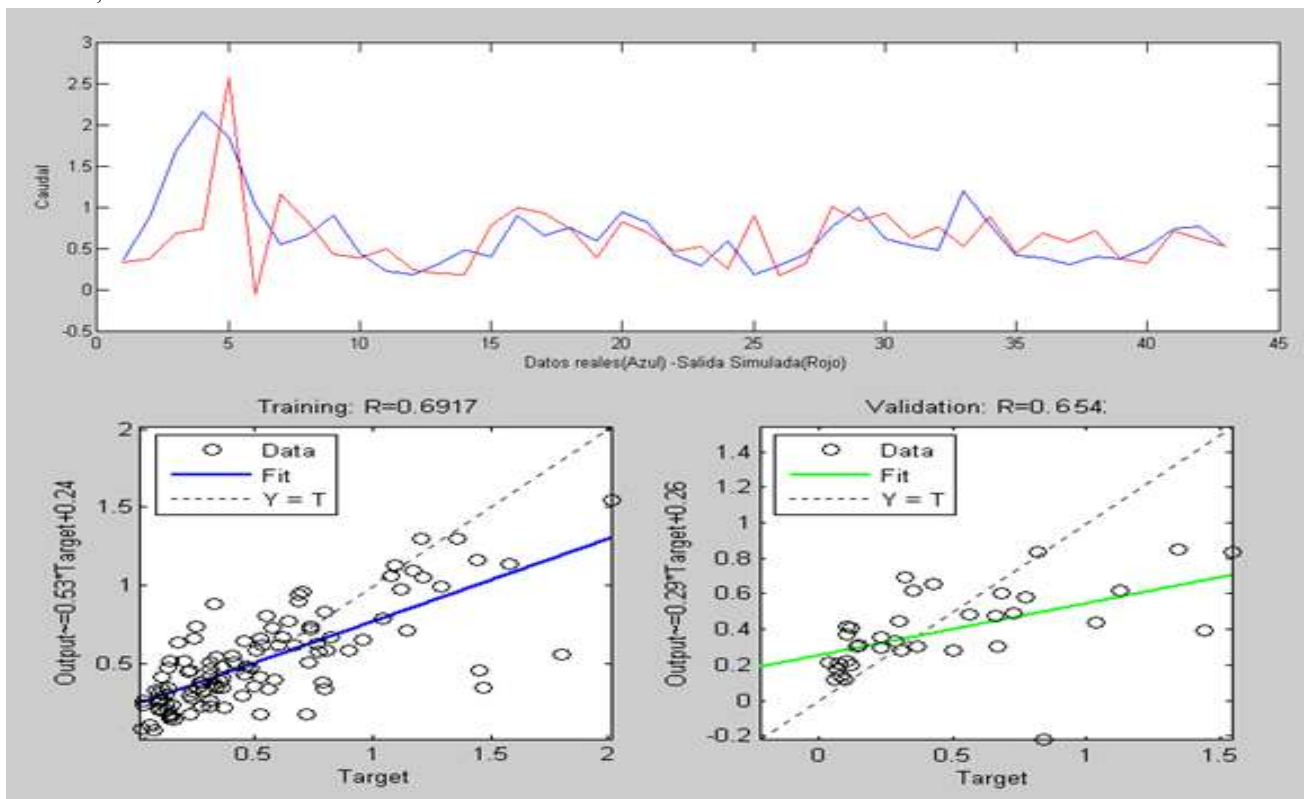 3
2.5
2
1.5
1
0.5
0
-0.5
Caudal
0 5 10 15 20 25 30 35 40 45
Datos reales(Azul) -Salida Simulada(Rojo)
Training: R=0.6917
Output~=0.53*Target+0.24
2
1.5
1
0.5
Data
Fit
Y = T
0.5 1 1.5 2
Target
Validation: R=0.654
Output~=0.29*Target+0.26
1.4
1.2
1
0.8
0.6
0.4
0.2
0
-0.2
Data
Fit
Y = T
0 0.5 1 1.5
Target